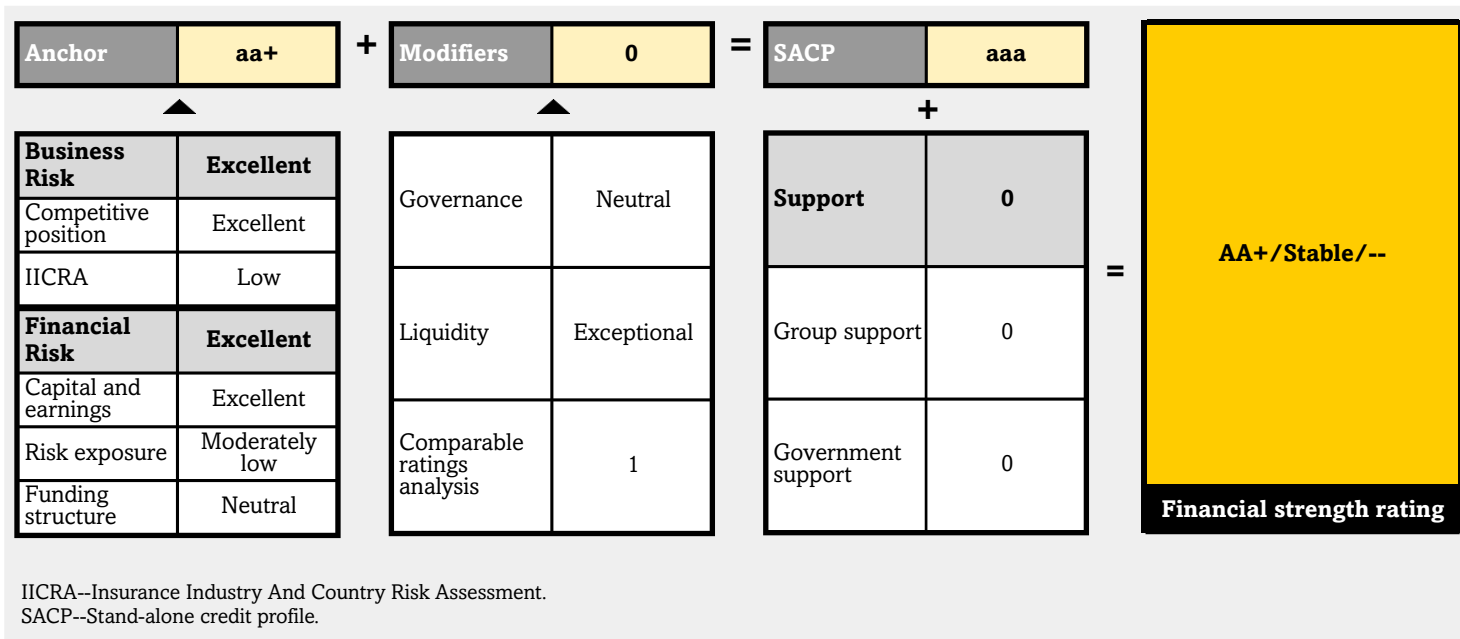 Anchor aa+ + Modifiers 0 = SACP aaa
+
Business
Risk
Excellent
Competitive
position
Excellent
IICRA Low
Financial
Risk
Excellent
Capital and
earnings
Excellent
Risk exposure
Moderately
low
Funding
structure
Neutral
Governance Neutral
Liquidity Exceptional
Comparable
ratings
analysis
1
Support 0
Group support 0
Government
support
0
=
AA+/Stable/--
Financial strength rating
IICRA--Insurance Industry And Country Risk Assessment.
SACP--Stand-alone credit profile.